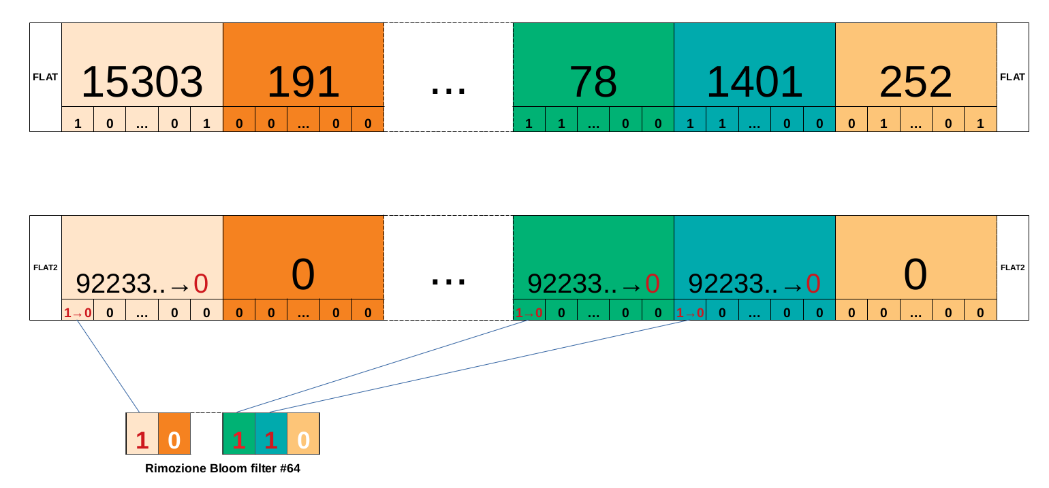 FLAT 15303 191 ... 78 1401 252 FLAT
1 0 ... 0 1 0 0 ... 0 0 1 1 ... 0 0 1 1 ... 0 0 0 1 ... 0 1
FLAT2 92233..→0 0 ... 92233..→0 92233..→0 0 FLAT2
1→0 0 ... 0 0 0 0 ... 0 0 1→0 0 ... 0 0 1→0 0 ... 0 0 0 0 ... 0 0
1 0 1 1 0
Rimozione Bloom filter #64